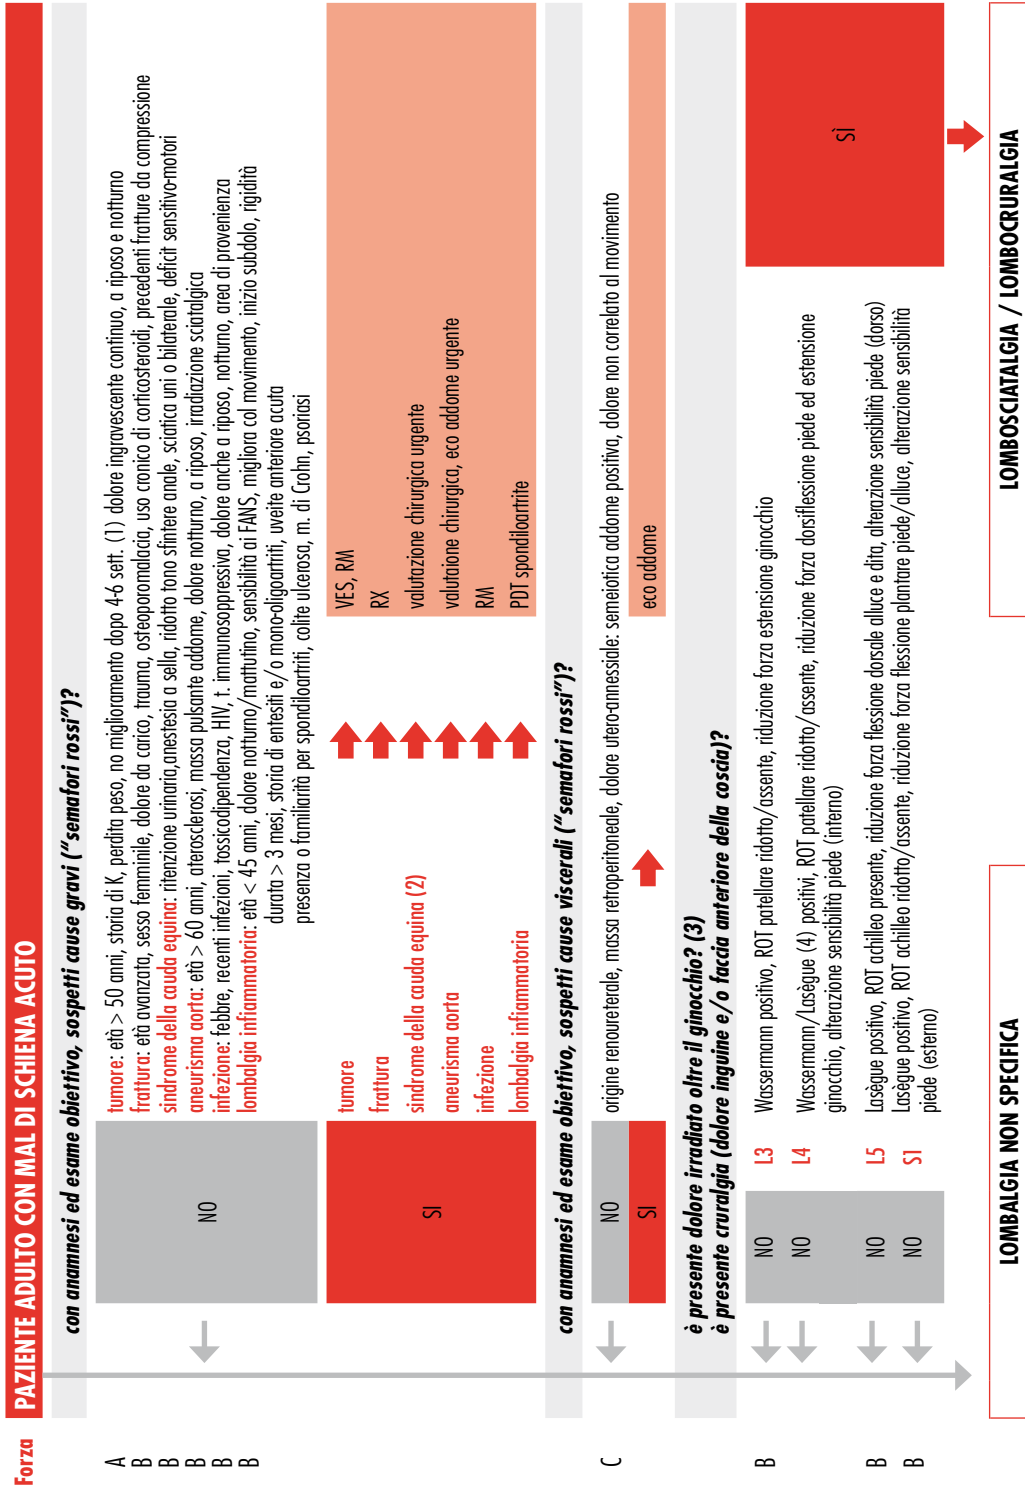 Forza
PAZIENTE ADULTO CON MAL DI SCHIENA ACUTO
con anamnesi ed esame obiettivo, sospetti cause gravi ("semafori rossi")?
A
B
B
B
B
B
NO
tumore: età > 50 anni, storia di K, perdita peso, no miglioramento dopo 4-6 sett. (1) dolore ingravescente continuo, a riposo e notturno
frattura: età avanzata, sesso femminile, dolore da carico, trauma, osteoporomalacia, uso cronico di corticosteroidi, precedenti fratture da compressione
sindrome della cauda equina: ritenzione urinaria,anestesia a sella, ridotto trono sfintere anale, sciatica uni o bilaterale, deficit sensitivo-motori
aneurisma aorta: età > 60 anni, aterosclerosi, massa pulsante addome, dolore notturno, a riposo, irradiazione sciatalgica
infezione: febbre, recenti infezioni, tossicodipendenza, HIV, t. immunosoppressiva, dolore anche a riposo, notturno, area di provenienza
lombalgia infiammatoria: età < 45 anni, dolore notturno/mattutino, sensibilità ai FANS, migliora col movimento, inizio subdolo, rigidità
durata > 3 mesi, storia di entesiti e/o mono-oligoartriti, uveite anteriore acuta
presenza o familiarità per spondiloartriti, colite ulcerosa, m. di Crohn, psoriasi
SI
tumore
VES, RM
frattura
RX
sindrome della cauda equina (2)
valutazione chirurgica urgente
aneurisma aorta
valutaione chirurgica, eco addome urgente
infezione
RM
lombalgia infiammatoria
PDT spondiloartrite
con anamnesi ed esame obiettivo, sospetti cause viscerali ("semafori rossi")?
C
NO
origine renoureterale, massa retroperitoneale, dolore utero-annessiale: semeiotica addome positiva, dolore non correlato al movimento
SI
eco addome
è presente dolore irradiato oltre il ginocchio? (3)
è presente cruralgia (dolore inguine e/o faccia anteriore della coscia)?
B
NO
L3
Wassermann positivo, ROT patellare ridotto/assente, riduzione forza estensione ginocchio
NO
L4
Wassermann/Lasègue (4) positivi, ROT patellare ridotto/assente, riduzione forza dorsiflessione piede ed estensione
ginocchio, alterazione sensibilità piede (interno)
B
NO
L5
Lasègue positivo, ROT achilleo presente, riduzione forza flessione dorsale alluce e dita, alterazione sensibilità piede (dorso)
B
NO
S1
Lasègue positivo, ROT achilleo ridotto/assente, riduzione forza flessione plantare piede/alluce, alterazione sensibilità
piede (esterno)
SÌ
LOMBALGIA NON SPECIFICA
LOMBOSCIATALGIA / LOMBOCRURALGIA